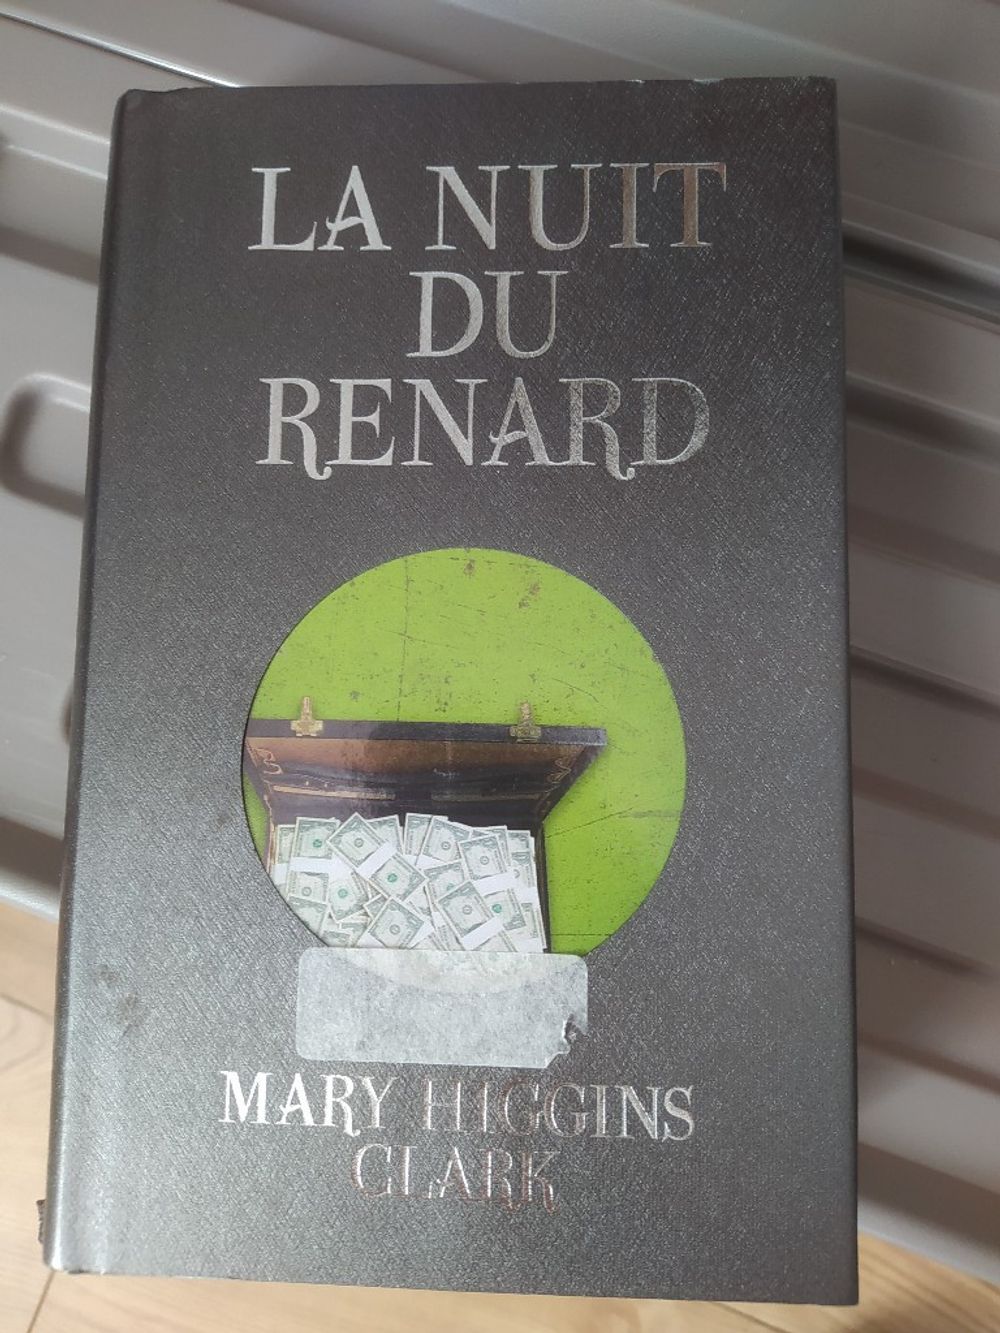 LA NUIT
DU
RENARD
MARY HIGGINS
CLARK